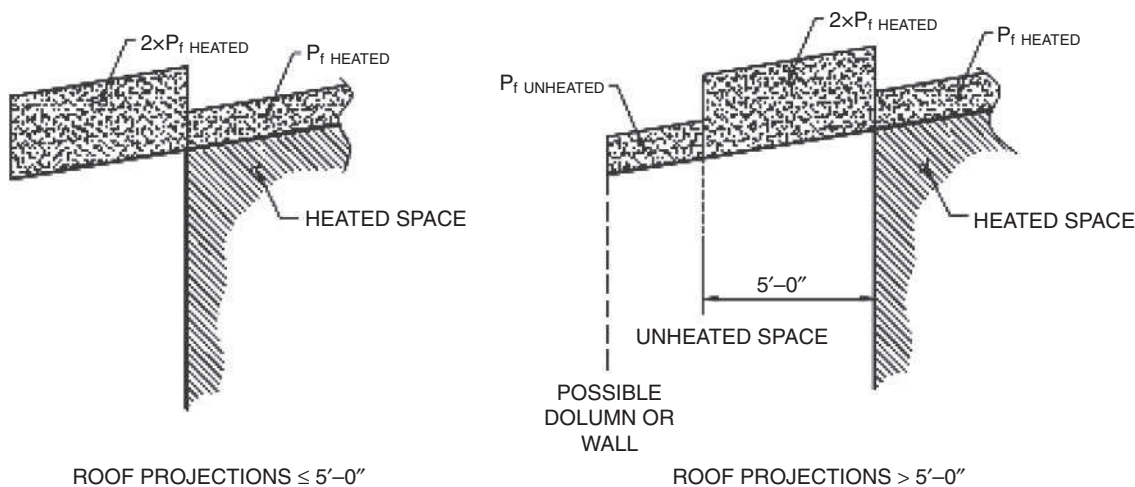 2×Pf HEATED
Pf HEATED
HEATED SPACE
ROOF PROJECTIONS ≤ 5′–0″
2×Pf HEATED
Pf HEATED
Pf UNHEATED
HEATED SPACE
5′–0″
UNHEATED SPACE
POSSIBLE
DOLUMN OR
WALL
ROOF PROJECTIONS > 5′–0″